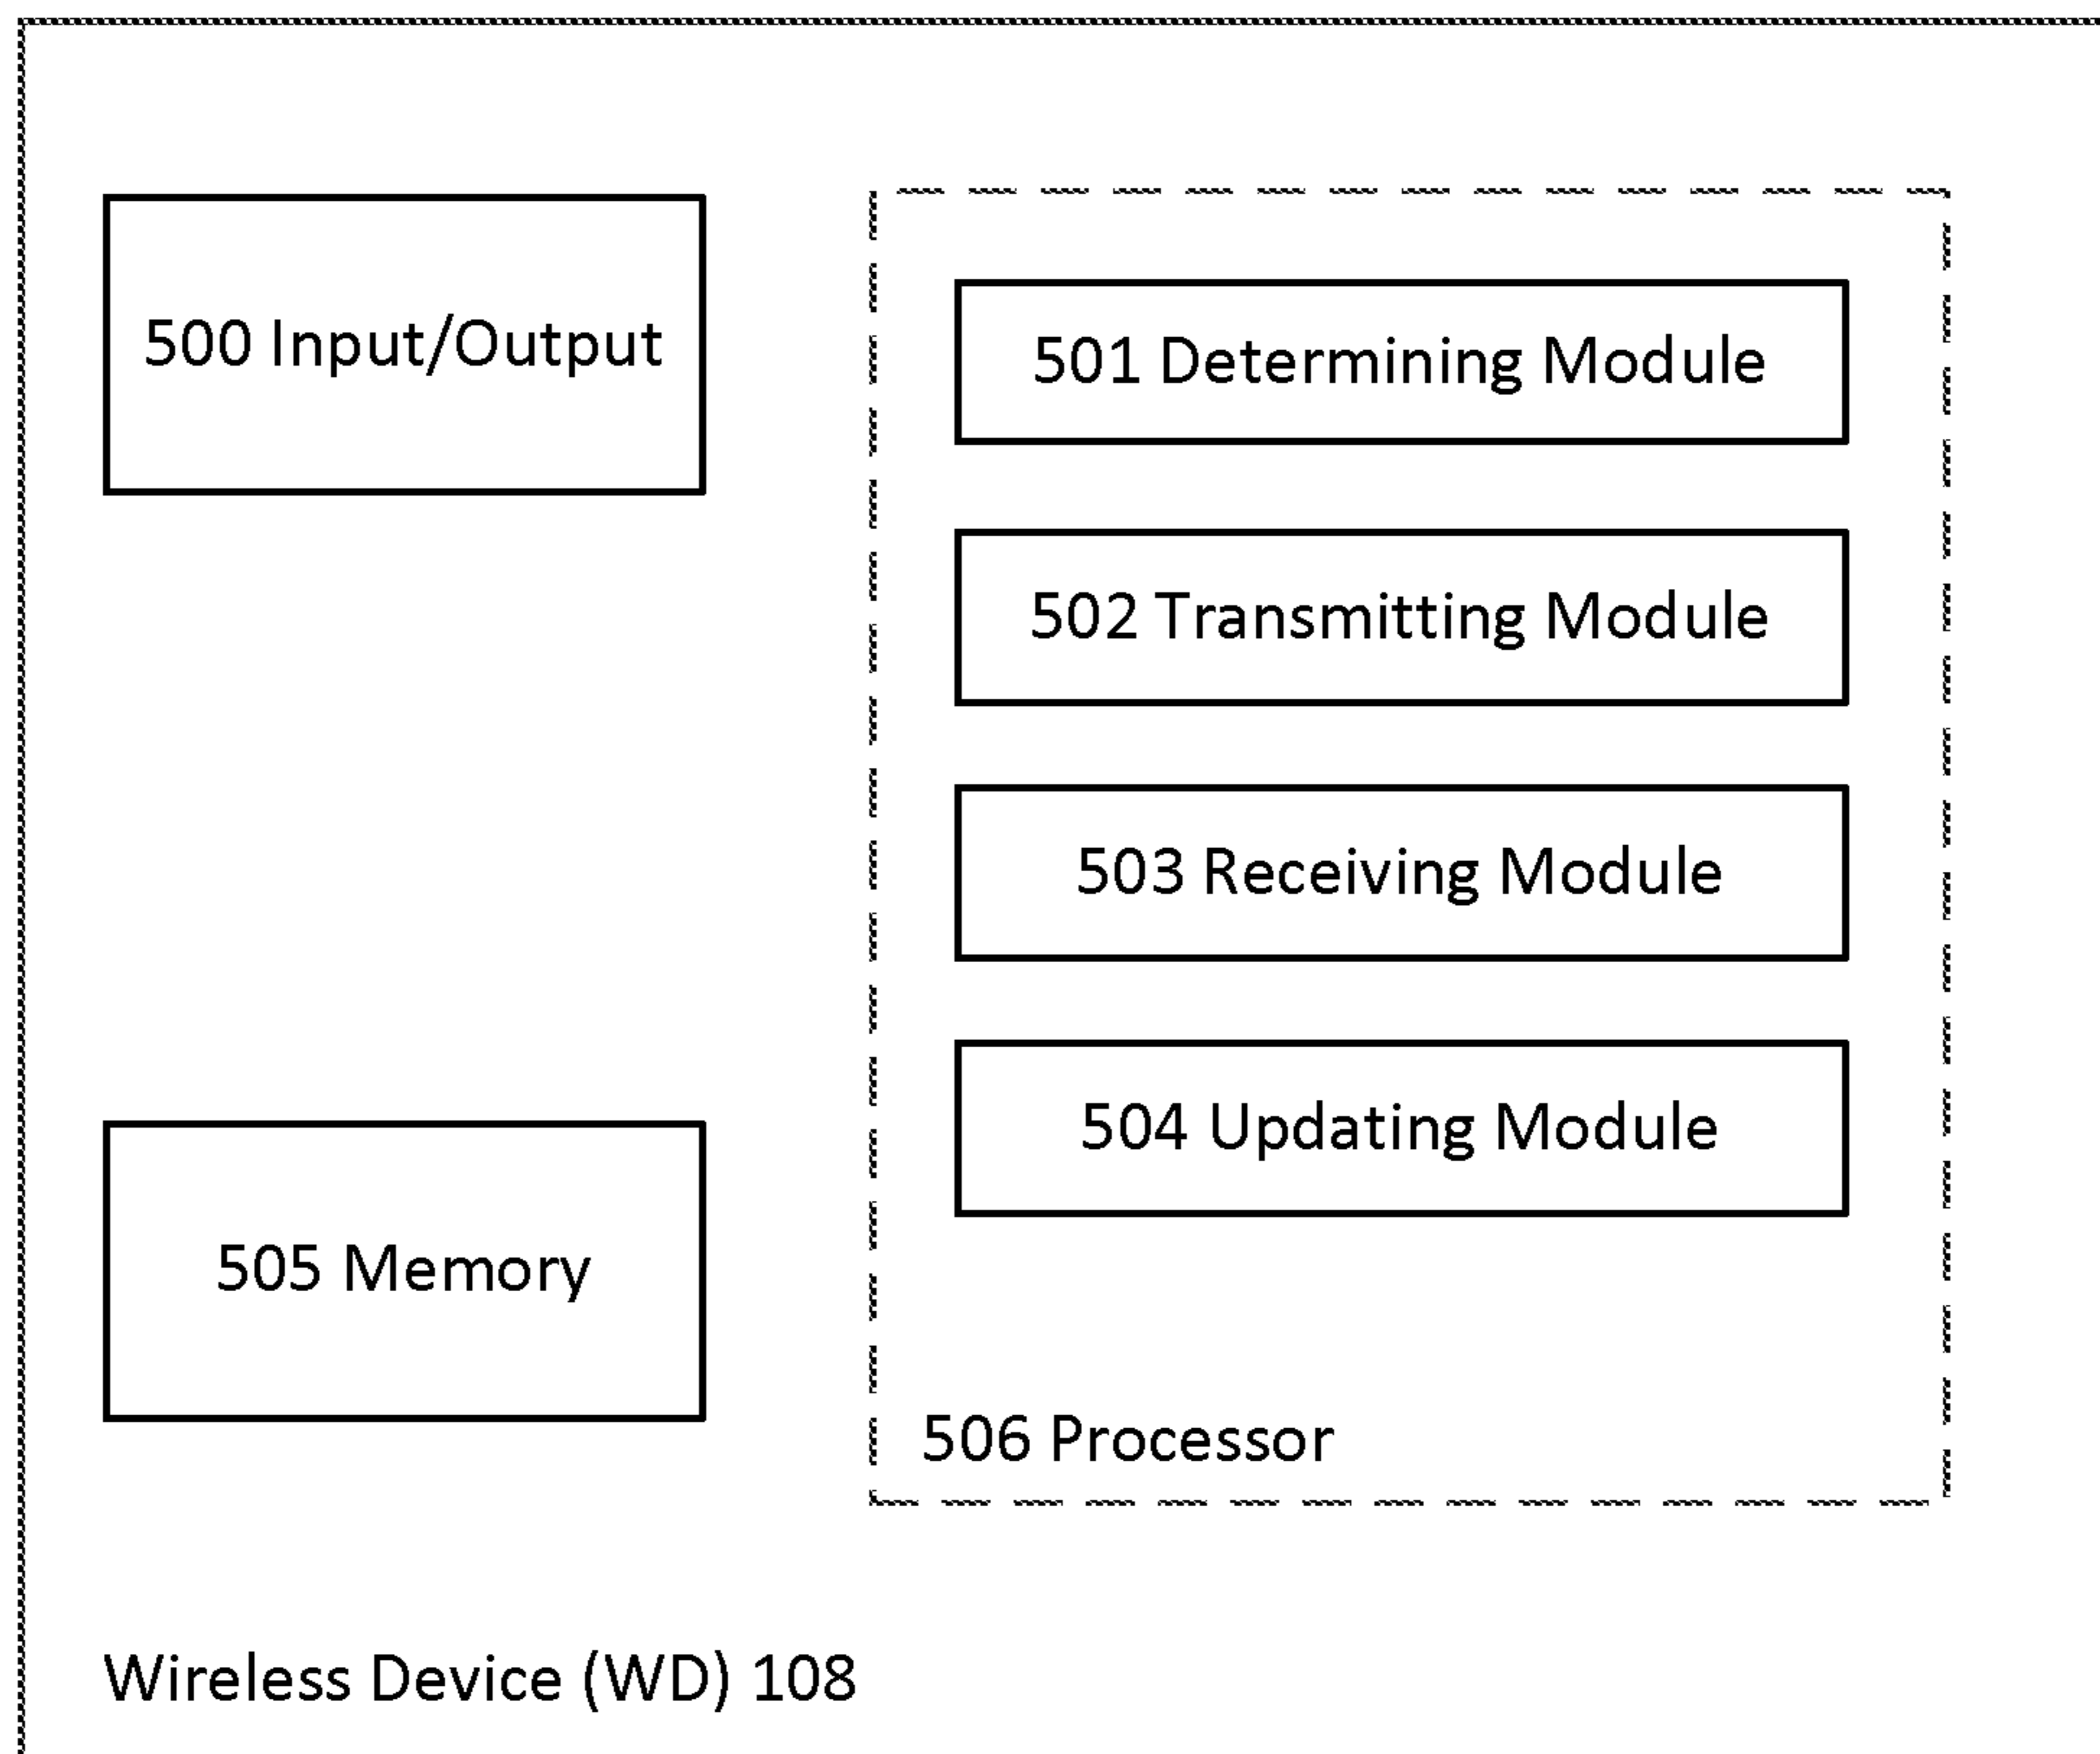 500 Input/Output
501 Determining Module
502 Transmitting Module
503 Receiving Module
504 Updating Module
505 Memory
506 Processor
Wireless Device (WD) 108